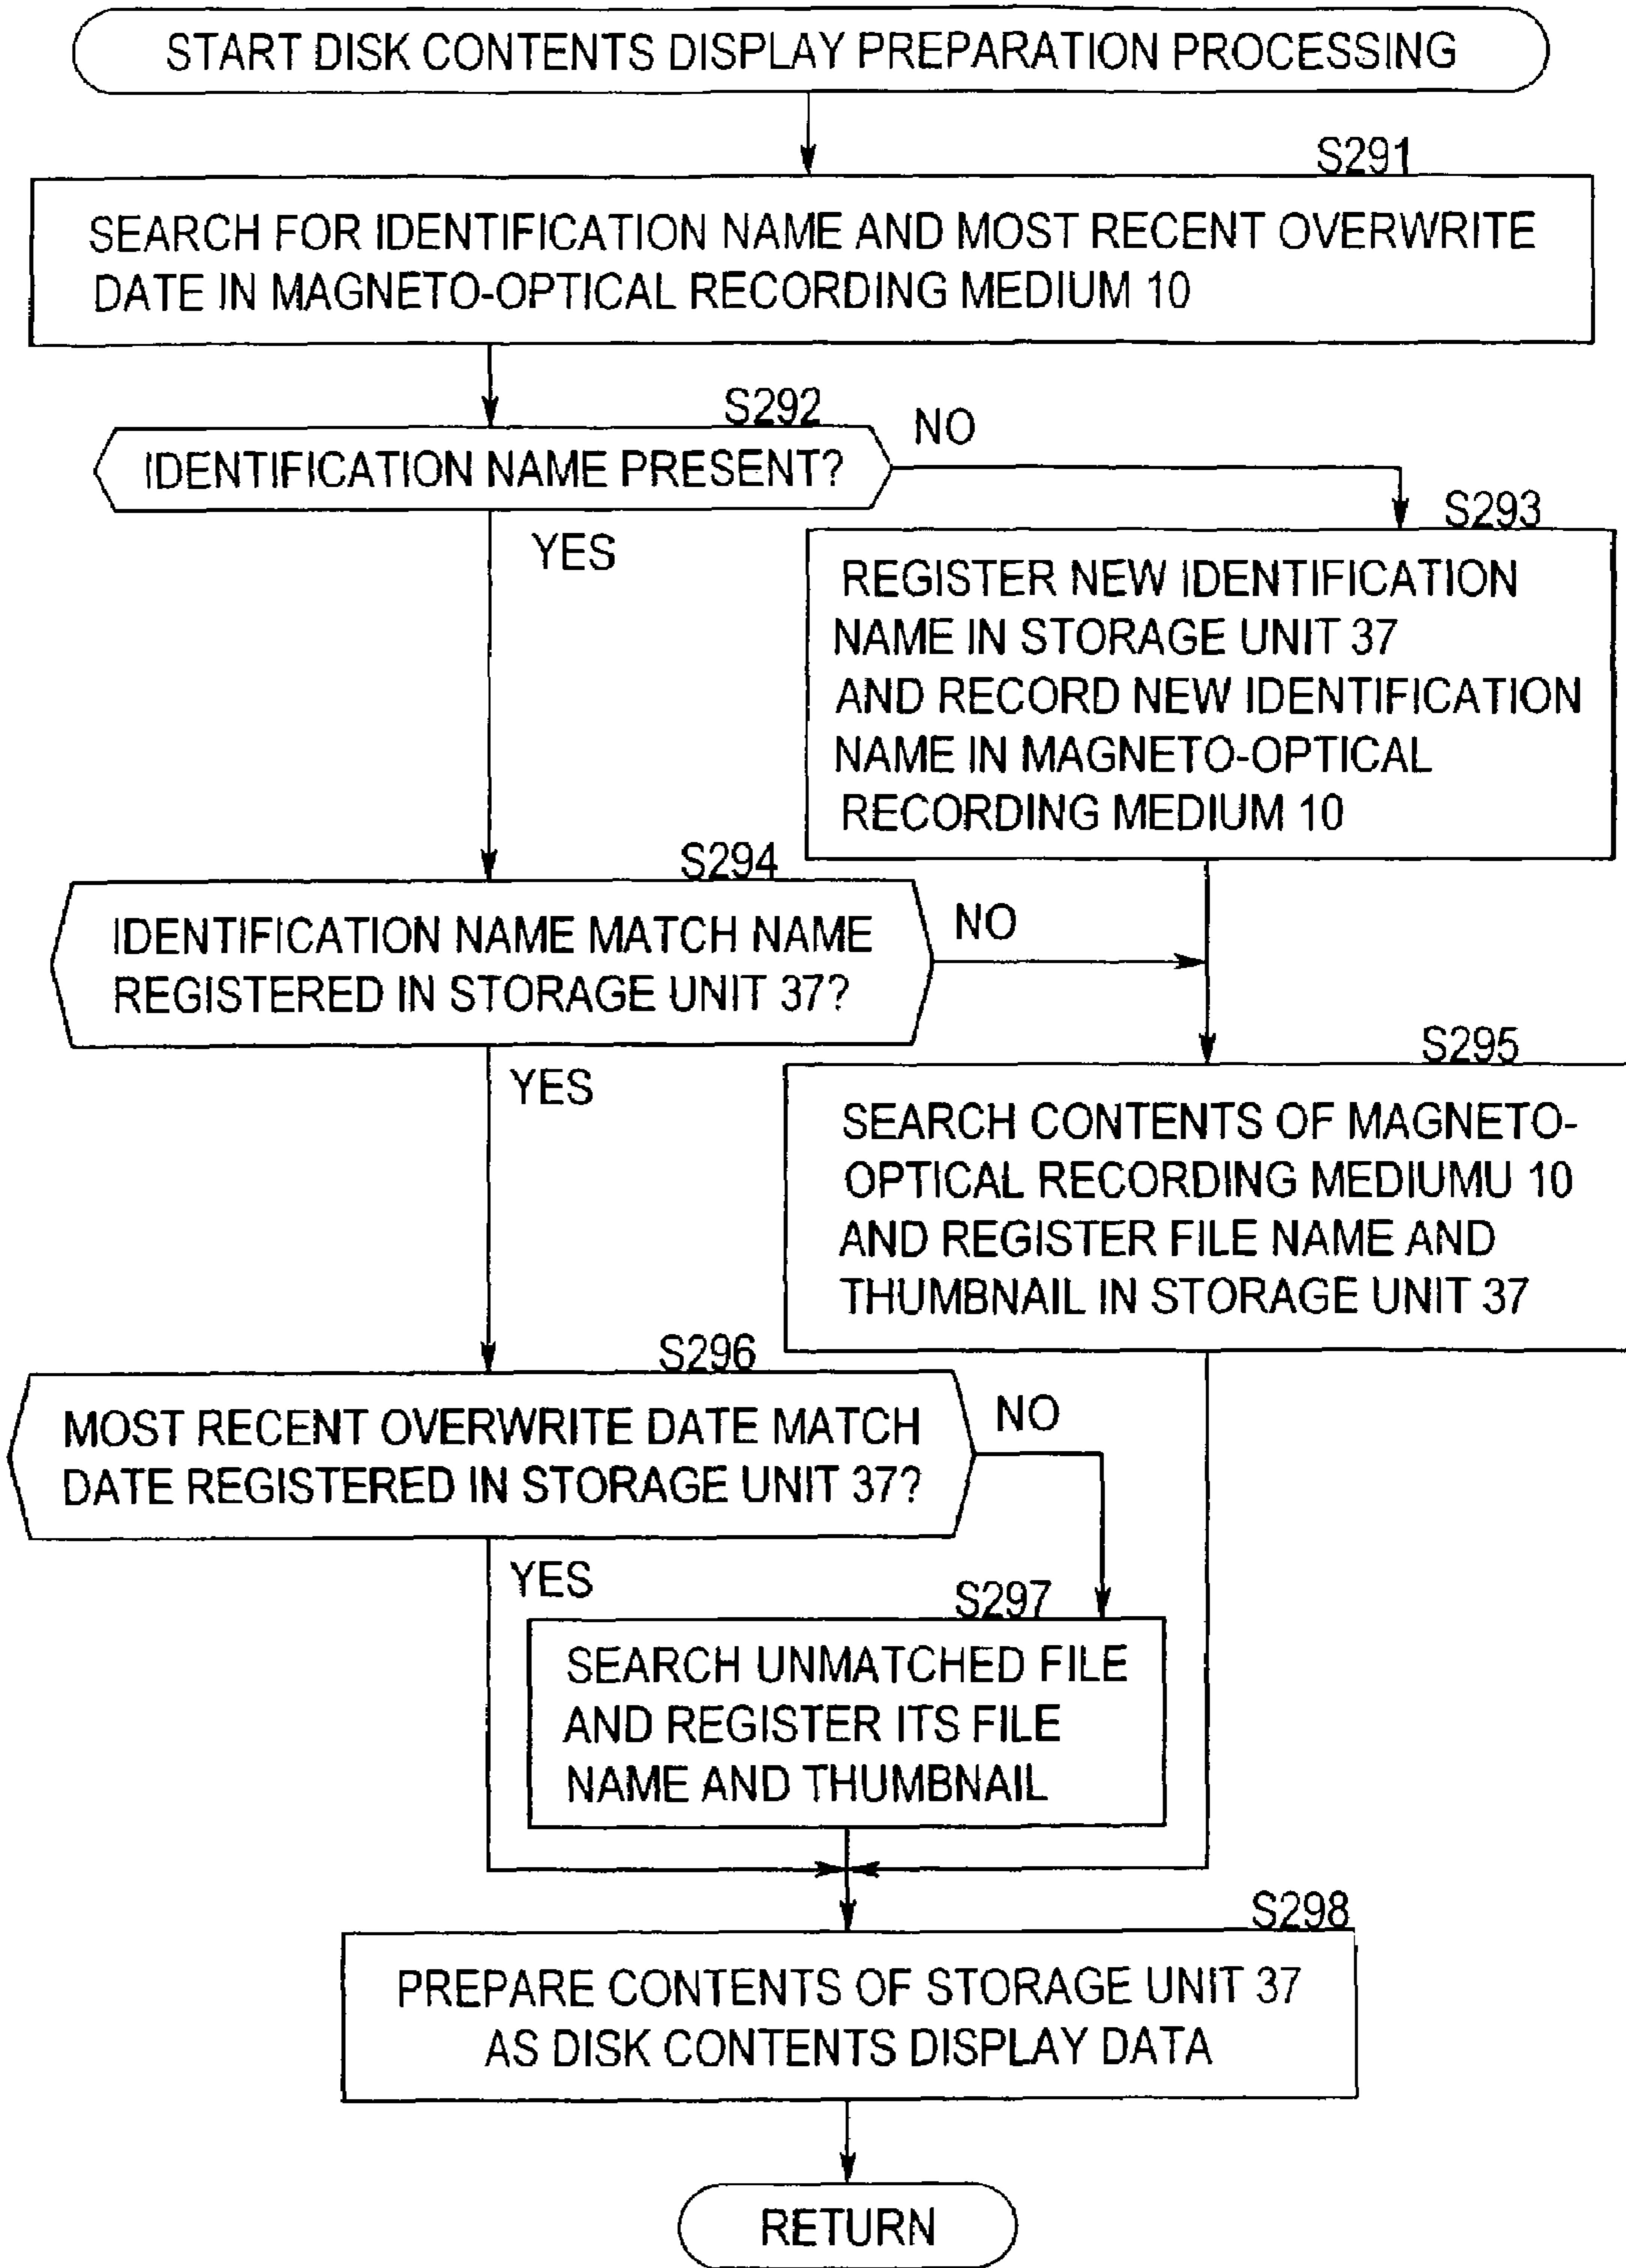 START DISK CONTENTS DISPLAY PREPARATION PROCESSING
S291
SEARCH FOR IDENTIFICATION NAME AND MOST RECENT OVERWRITE
DATE IN MAGNETO-OPTICAL RECORDING MEDIUM 10
S292
NO
IDENTIFICATION NAME PRESENT?
YES
S293
REGISTER NEW IDENTIFICATION
NAME IN STORAGE UNIT 37
AND RECORD NEW IDENTIFICATION
NAME IN MAGNETO-OPTICAL
RECORDING MEDIUM 10
S294
NO
IDENTIFICATION NAME MATCH NAME
REGISTERED IN STORAGE UNIT 37?
YES
S295
SEARCH CONTENTS OF MAGNETO-
OPTICAL RECORDING MEDIUMU 10
AND REGISTER FILE NAME AND
THUMBNAIL IN STORAGE UNIT 37
S296
NO
MOST RECENT OVERWRITE DATE MATCH
DATE REGISTERED IN STORAGE UNIT 37?
YES
S297
SEARCH UNMATCHED FILE
AND REGISTER ITS FILE
NAME AND THUMBNAIL
S298
PREPARE CONTENTS OF STORAGE UNIT 37
AS DISK CONTENTS DISPLAY DATA
RETURN